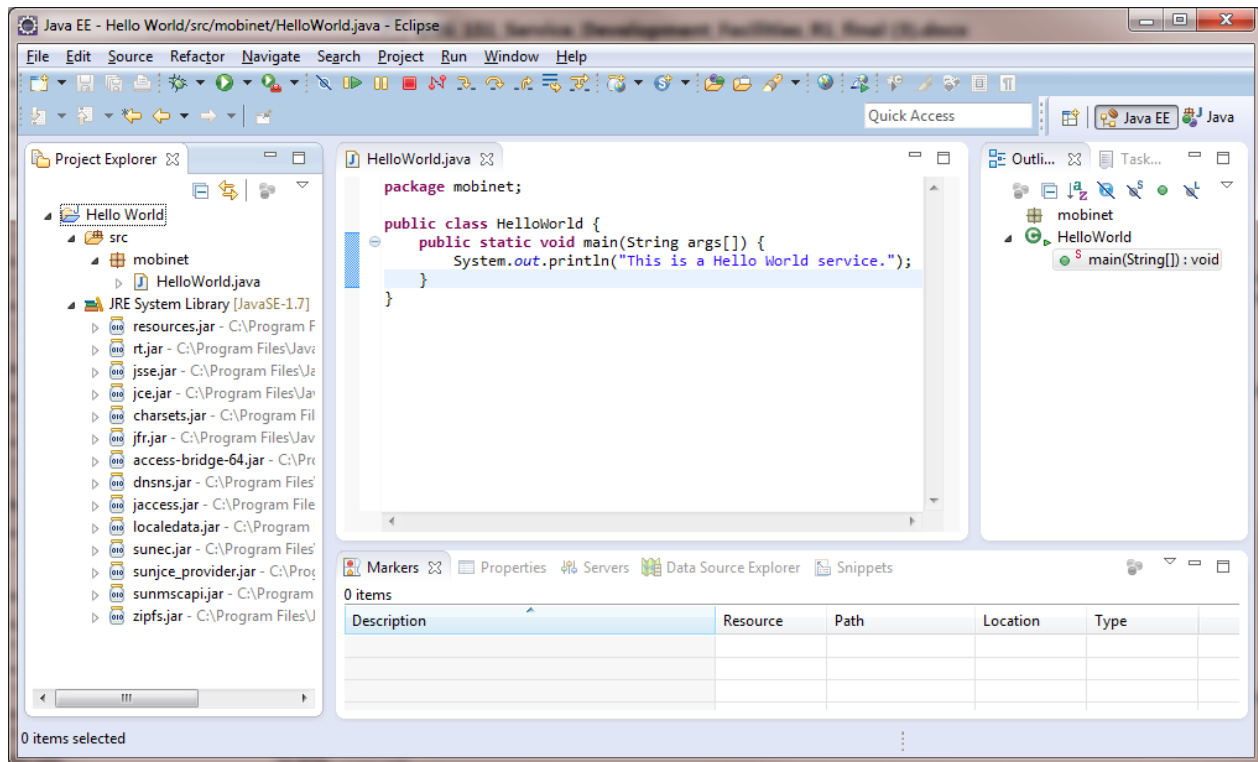 Java EE - Hello World/src/mobinet/HelloWorld.java - Eclipse
File Edit Source Refactor Navigate Search Project Run Window Help
Quick Access
Java EE
Java
Project Explorer
Hello World
src
mobinet
HelloWorld.java
JRE System Library [JavaSE-1.7]
resources.jar - C:\Program F
rt.jar - C:\Program Files\Java
jsse.jar - C:\Program Files\Ja
jce.jar - C:\Program Files\Jav
charsets.jar - C:\Program Fil
jfr.jar - C:\Program Files\Jav
access-bridge-64.jar - C:\Pro
dnsns.jar - C:\Program Files\
jaccess.jar - C:\Program File
localedata.jar - C:\Program
sunec.jar - C:\Program Files\
sunjce_provider.jar - C:\Prog
sunmscapi.jar - C:\Program
zipfs.jar - C:\Program Files\J
HelloWorld.java
package mobinet;
public class HelloWorld {
public static void main(String args[]) {
System.out.println("This is a Hello World service.");
}
}
Outli...
Task...
mobinet
HelloWorld
main(String[]) : void
Markers Properties Servers Data Source Explorer Snippets
0 items
Description Resource Path Location Type
0 items selected